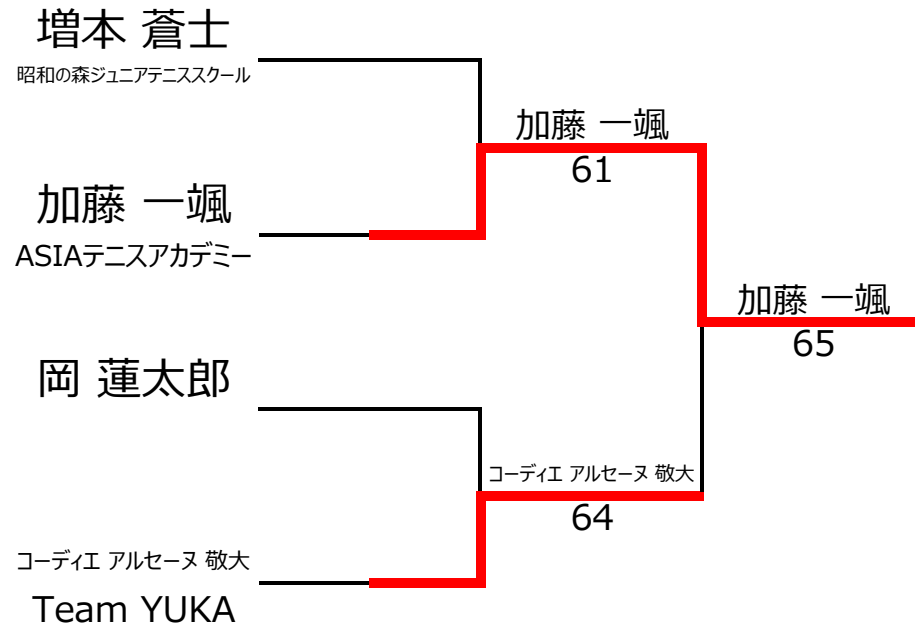 増本 蒼士
昭和の森ジュニアテニススクール
加藤 一颯
61
加藤 一颯
ASIAテニスアカデミー
加藤 一颯
65
岡 蓮太郎
コーディエ アルセーヌ 敬大
64
コーディエ アルセーヌ 敬大
Team YUKA